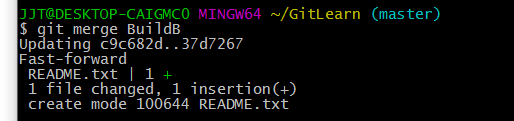 JJT@DESKTOP-CAIGMC0 MINGW64 ~/GitLearn (master)
$ git merge BuildB
Updating c9c682d..37d7267
Fast-forward
 README.txt | 1 +
 1 file changed, 1 insertion(+)
 create mode 100644 README.txt